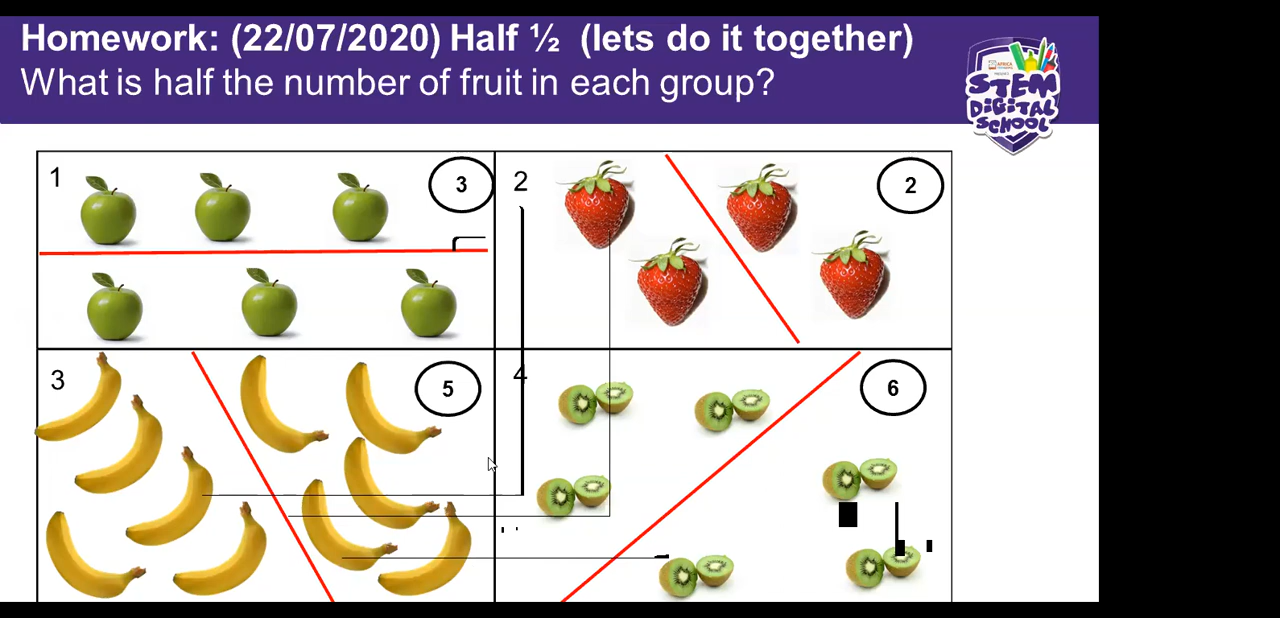 Homework: (22/07/2020) Half ½ (lets do it together)
What is half the number of fruit in each group?
STEM
DIGITAL
SCHOOL
1
3
2
2
3
5
4
6